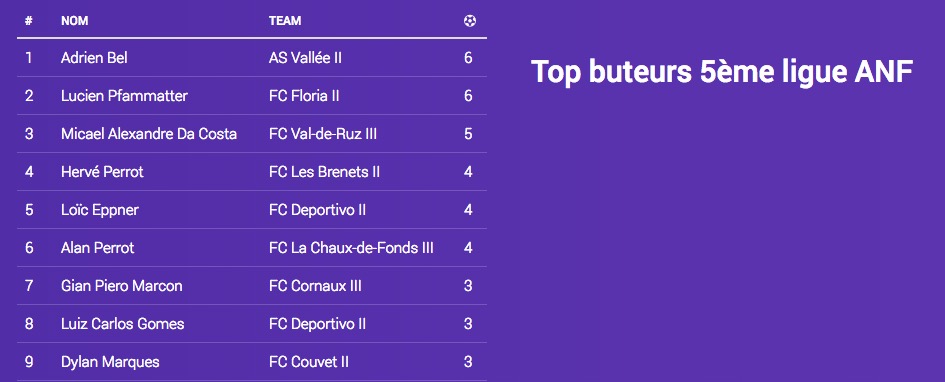 # NOM TEAM
1 Adrien Bel AS Vallée II 6
2 Lucien Pfammatter FC Floria II 6
3 Micael Alexandre Da Costa FC Val-de-Ruz III 5
4 Hervé Perrot FC Les Brenets II 4
5 Loïc Eppner FC Deportivo II 4
6 Alan Perrot FC La Chaux-de-Fonds III 4
7 Gian Piero Marcon FC Cornaux III 3
8 Luiz Carlos Gomes FC Deportivo II 3
9 Dylan Marques FC Couvet II 3
Top buteurs 5ème ligue ANF